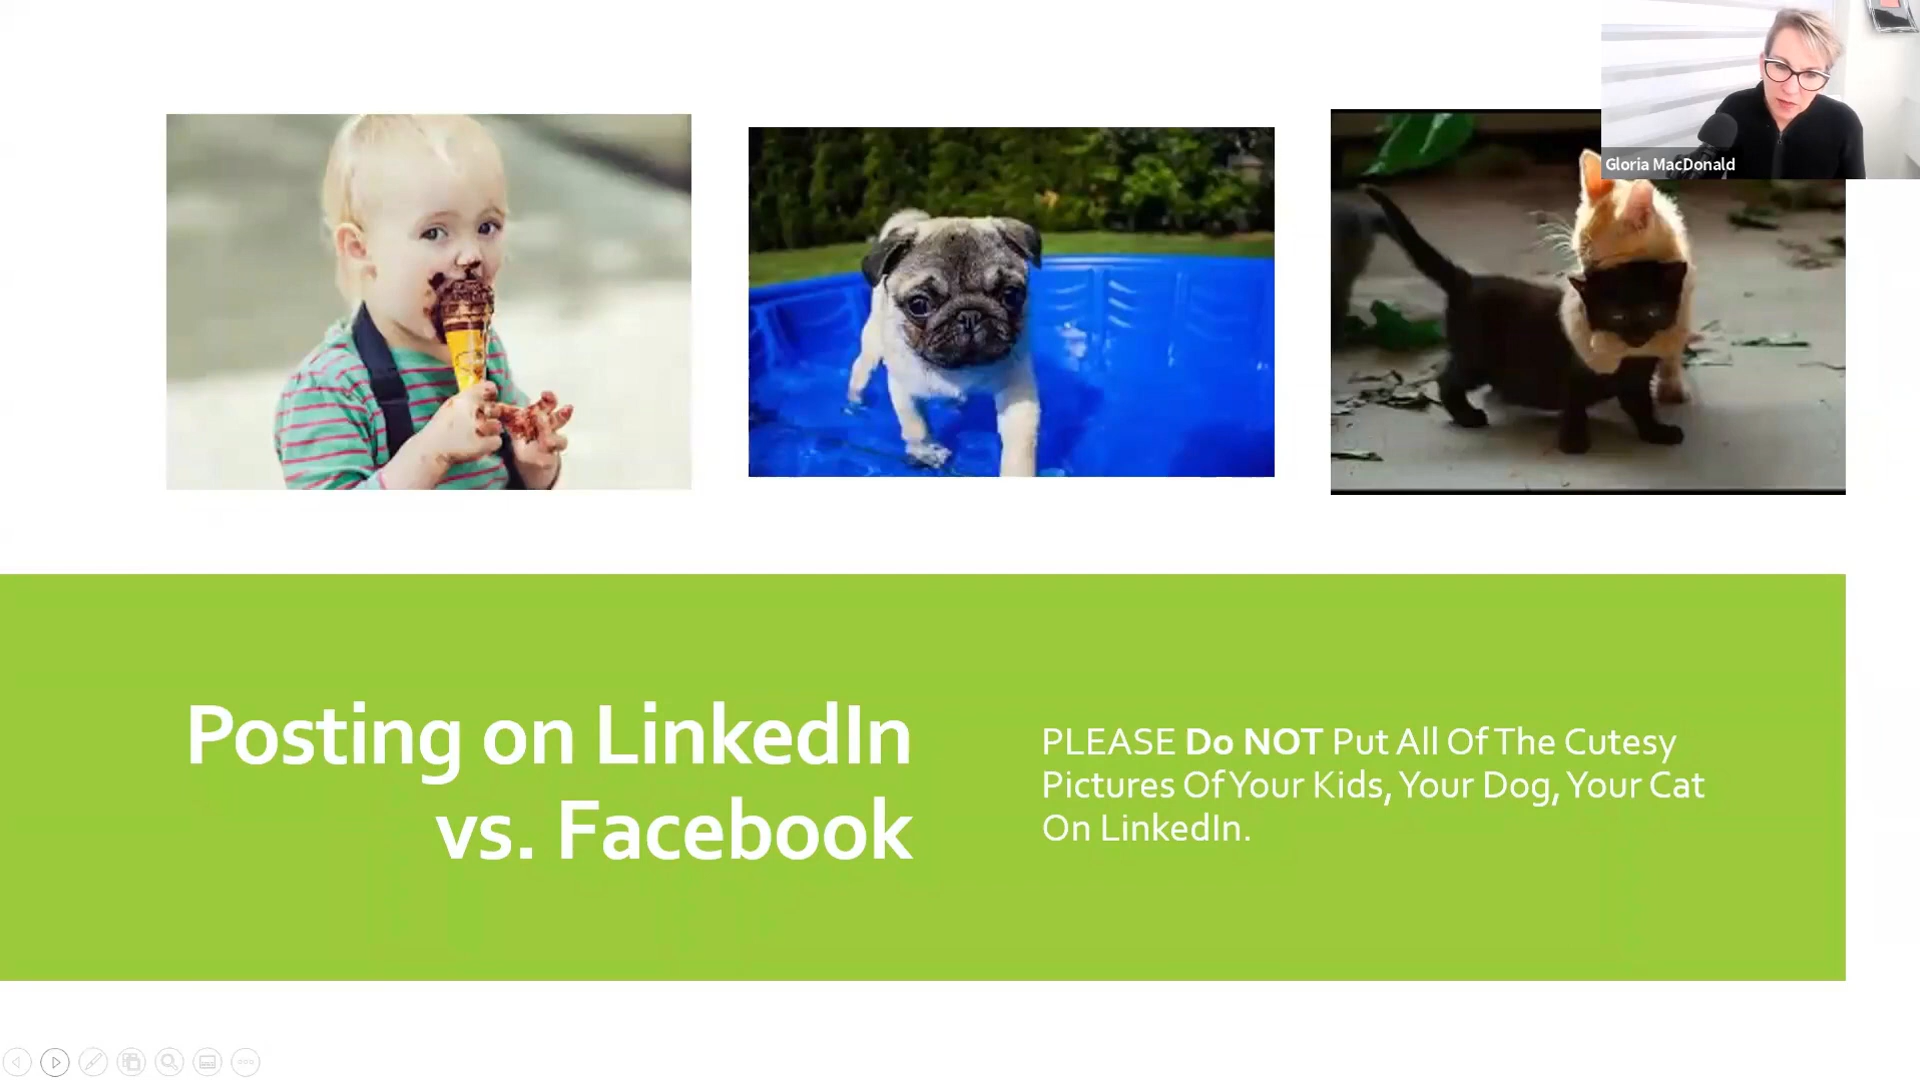 Gloria MacDonald
Posting on LinkedIn
vs. Facebook
PLEASE Do NOT Put All Of The Cutesy
Pictures Of Your Kids, Your Dog, Your Cat
On LinkedIn.